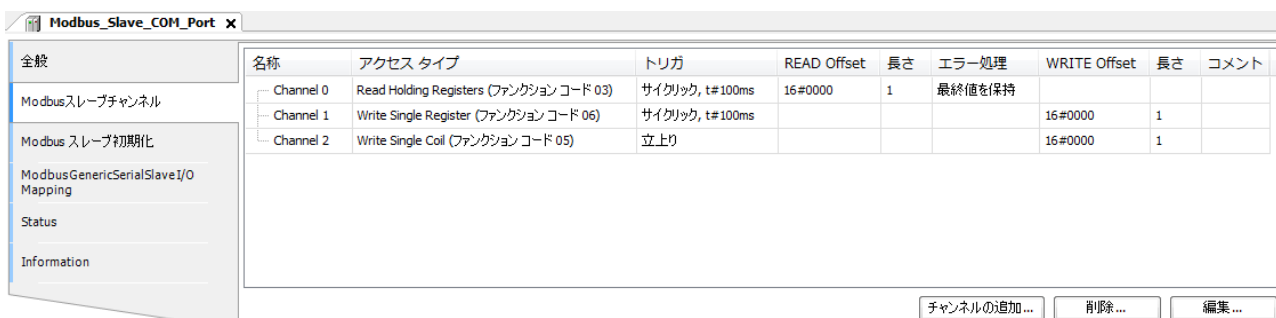 Modbus_Slave_COM_Port X
全般
Modbusスレーブチャンネル
Modbus スレーブ初期化
ModbusGenericSerialSlave I/O
Mapping
Status
Information
名称 アクセス タイプ トリガ READ Offset 長さ エラー処理 WRITE Offset 長さ コメント
Channel 0 Read Holding Registers (ファンクション コード 03) サイクリック, t#100ms 16#0000 1 最終値を保持
Channel 1 Write Single Register (ファンクション コード 06) サイクリック, t#100ms 16#0000 1
Channel 2 Write Single Coil (ファンクション コード 05) 立上り 16#0000 1
チャンネルの追加... 削除... 編集...